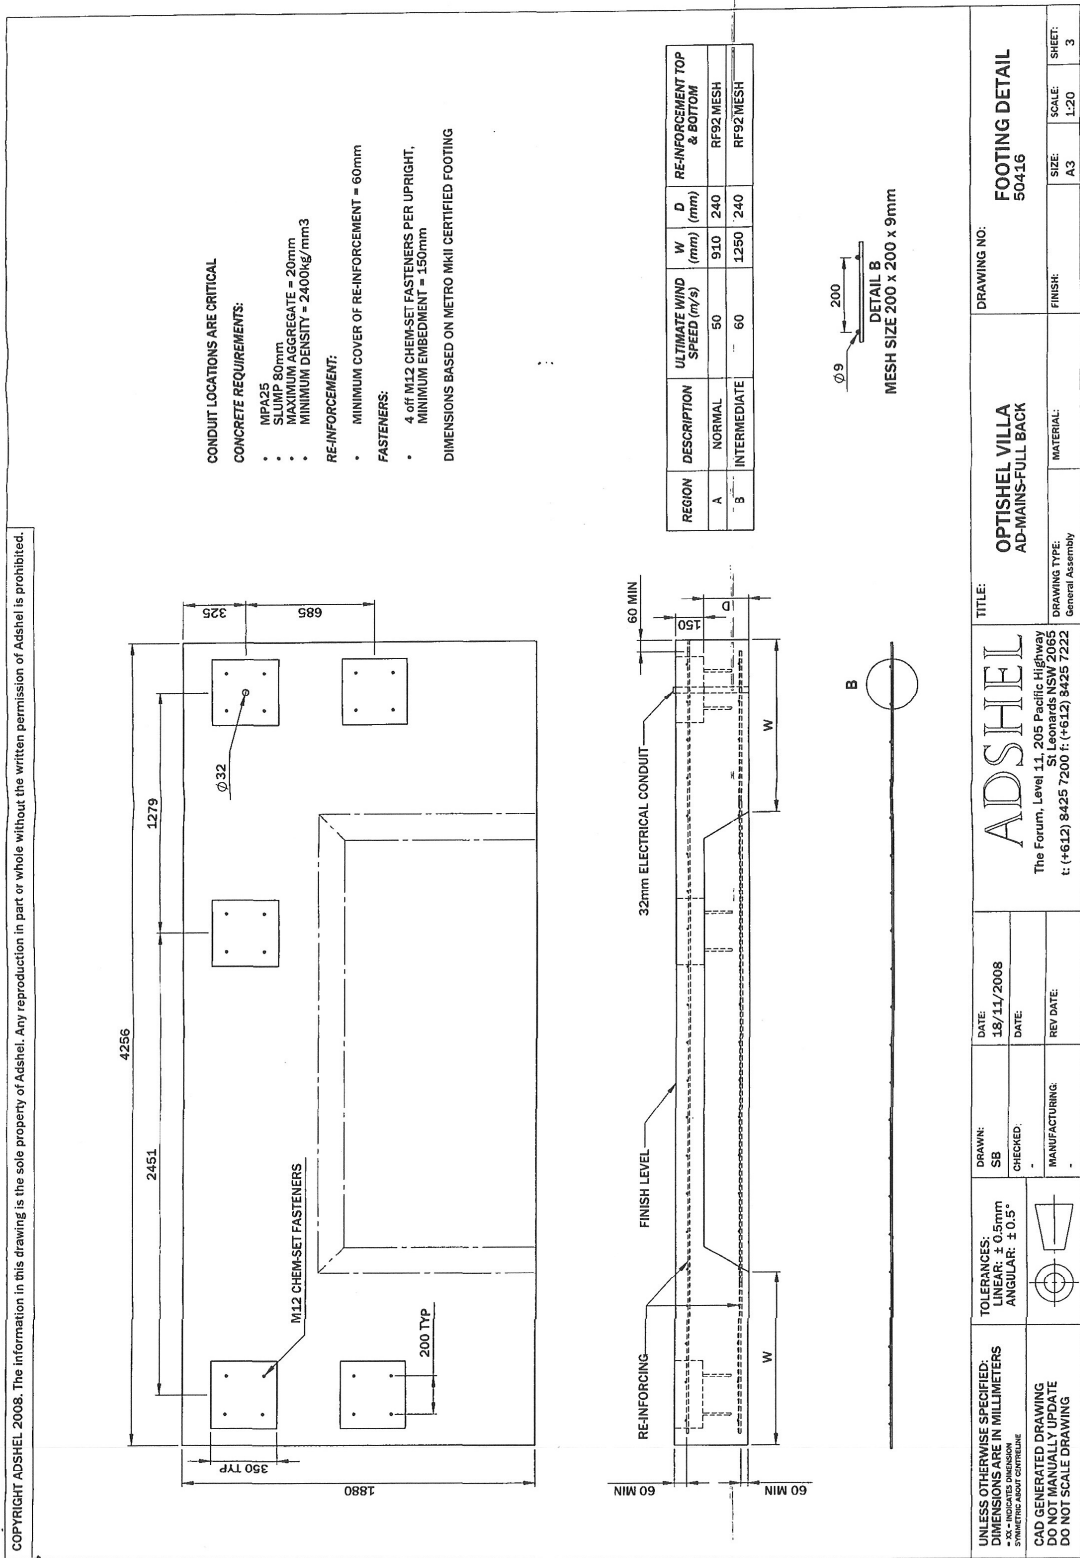 COPYRIGHT ADSHEL 2008. The information in this drawing is the sole property of Adshel. Any reproduction in part or whole without the written permission of Adshel is prohibited.
4256
2451
1279
325
685
Ø32
350 TYP
1880
M12 CHEM-SET FASTENERS
200 TYP
CONDUIT LOCATIONS ARE CRITICAL
CONCRETE REQUIREMENTS:
• MPA25
• SLUMP 80mm
• MAXIMUM AGGREGATE = 20mm
• MINIMUM DENSITY = 2400kg/mm3
RE-INFORCEMENT:
• MINIMUM COVER OF RE-INFORCEMENT = 60mm
FASTENERS:
• 4 off M12 CHEM-SET FASTENERS PER UPRIGHT,
MINIMUM EMBEDMENT = 150mm
DIMENSIONS BASED ON METRO MkII CERTIFIED FOOTING
RE-INFORCING
FINISH LEVEL
32mm ELECTRICAL CONDUIT
60 MIN
150
D
60 MIN
60 MIN
W
W
REGION DESCRIPTION ULTIMATE WIND SPEED (m/s) W (mm) D (mm) RE-INFORCEMENT TOP & BOTTOM
A NORMAL 50 910 240 RF92 MESH
B INTERMEDIATE 60 1250 240 RF92 MESH
B
Ø9
200
DETAIL B
MESH SIZE 200 x 200 x 9mm
UNLESS OTHERWISE SPECIFIED:
DIMENSIONS ARE IN MILLIMETERS
- XX - INDICATES DIMENSION
SYMMETRIC ABOUT CENTRELINE
CAD GENERATED DRAWING
DO NOT MANUALLY UPDATE
DO NOT SCALE DRAWING
TOLERANCES:
LINEAR: ± 0.5mm
ANGULAR: ± 0.5°
DRAWN:
SB
DATE:
18/11/2008
CHECKED:
-
DATE:
MANUFACTURING:
-
REV DATE:
ADSHEL
The Forum, Level 11, 205 Pacific Highway
St Leonards NSW 2065
t: (+612) 8425 7200 f: (+612) 8425 7222
TITLE:
OPTISHEL VILLA
AD-MAINS-FULL BACK
DRAWING TYPE:
General Assembly
MATERIAL:
DRAWING NO:
FOOTING DETAIL
50416
FINISH:
SIZE:
A3
SCALE:
1:20
SHEET:
3